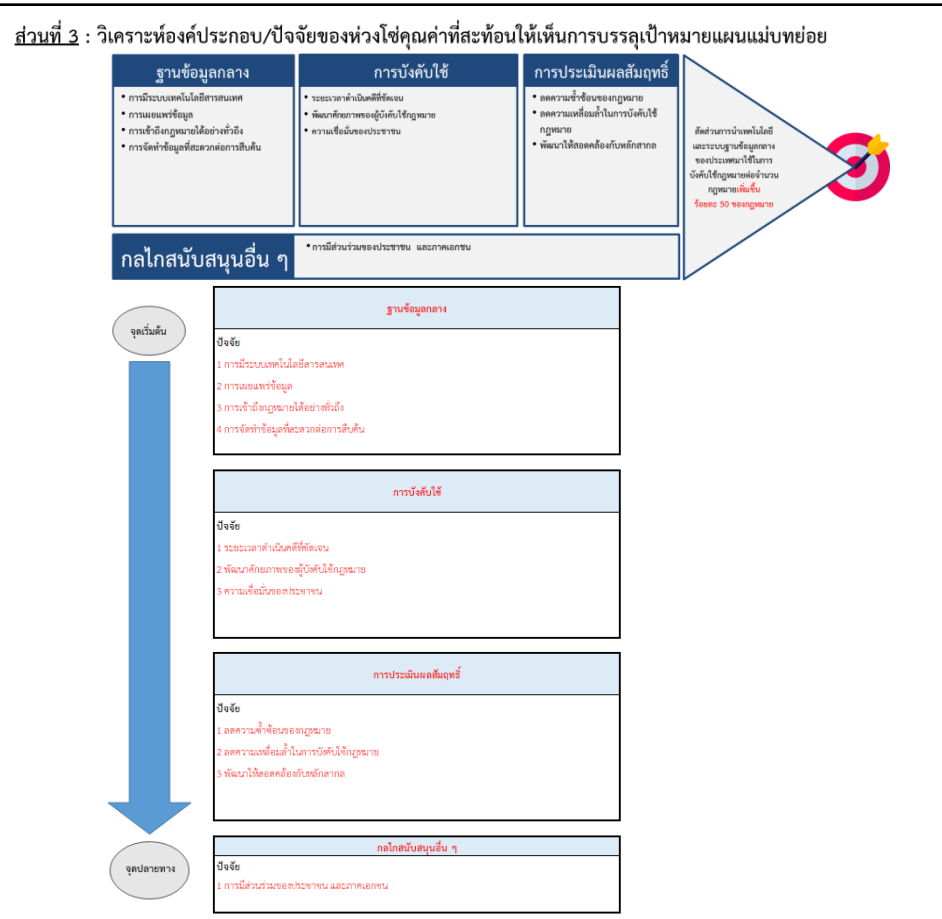 ส่วนที่ 3 : วิเคราะห์องค์ประกอบ/ปัจจัยของห่วงโซ่คุณค่าที่สะท้อนให้เห็นการบรรลุเป้าหมายแผนแม่บทย่อย
ฐานข้อมูลกลาง
• การมีระบบเทคโนโลยีสารสนเทศ
• การเผยแพร่ข้อมูล
• การเข้าถึงกฎหมายได้อย่างทั่วถึง
• การจัดทำข้อมูลที่สะดวกต่อการสืบค้น
การบังคับใช้
• ระยะเวลาดำเนินคดีที่ชัดเจน
• พัฒนาศักยภาพของผู้บังคับใช้กฎหมาย
• ความเชื่อมั่นของประชาชน
การประเมินผลสัมฤทธิ์
• ลดความซ้ำซ้อนของกฎหมาย
• ลดความเหลื่อมล้ำในการบังคับใช้
กฎหมาย
• พัฒนาให้สอดคล้องกับหลักสากล
สัดส่วนการนำเทคโนโลยี
และระบบฐานข้อมูลกลาง
ของประเทศมาใช้ในการ
บังคับใช้กฎหมายต่อจำนวน
กฎหมายเพิ่มขึ้น
ร้อยละ 50 ของกฎหมาย
กลไกสนับสนุนอื่น ๆ
• การมีส่วนร่วมของประชาชน และภาคเอกชน
จุดเริ่มต้น
ฐานข้อมูลกลาง
ปัจจัย
1 การมีระบบเทคโนโลยีสารสนเทศ
2 การเผยแพร่ข้อมูล
3 การเข้าถึงกฎหมายได้อย่างทั่วถึง
4 การจัดทำข้อมูลที่สะดวกต่อการสืบค้น
การบังคับใช้
ปัจจัย
1 ระยะเวลาดำเนินคดีที่ชัดเจน
2 พัฒนาศักยภาพของผู้บังคับใช้กฎหมาย
3 ความเชื่อมั่นของประชาชน
การประเมินผลสัมฤทธิ์
ปัจจัย
1 ลดความซ้ำซ้อนของกฎหมาย
2 ลดความเหลื่อมล้ำในการบังคับใช้กฎหมาย
3 พัฒนาให้สอดคล้องกับหลักสากล
จุดปลายทาง
กลไกสนับสนุนอื่น ๆ
ปัจจัย
1 การมีส่วนร่วมของประชาชน และภาคเอกชน